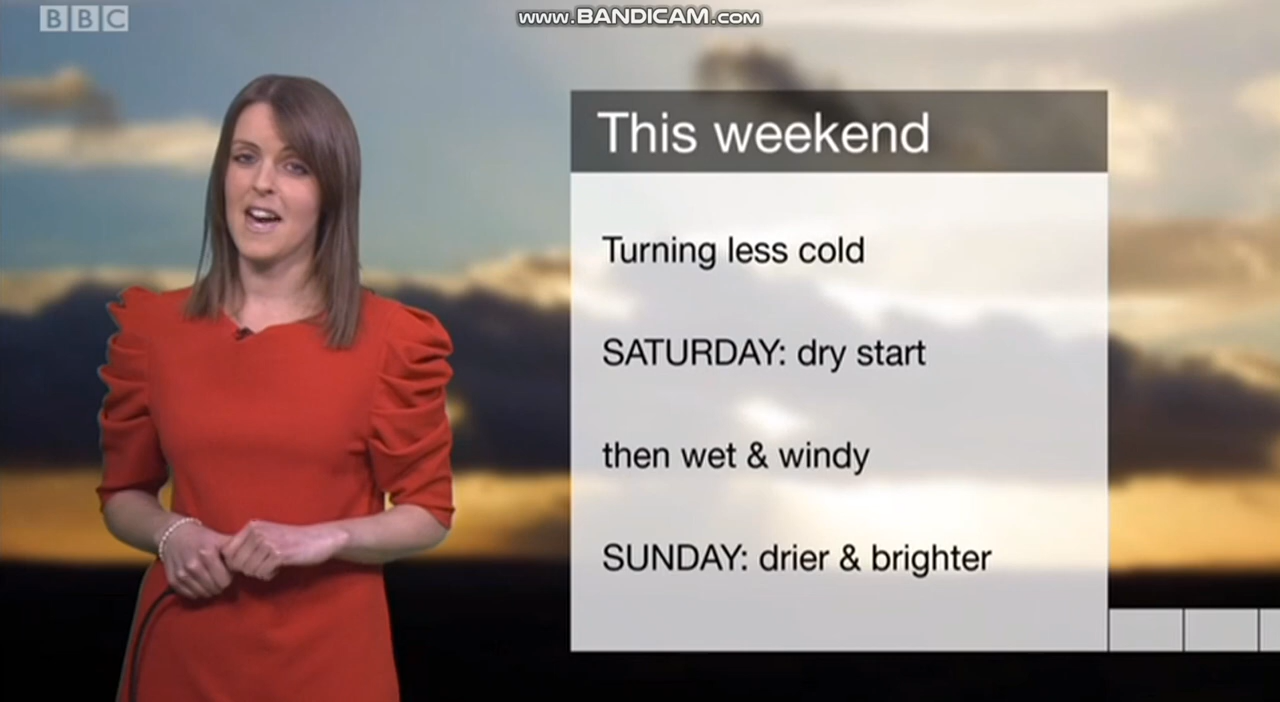 BBC
www.BANDICAM.com
This weekend
Turning less cold
SATURDAY: dry start
then wet & windy
SUNDAY: drier & brighter